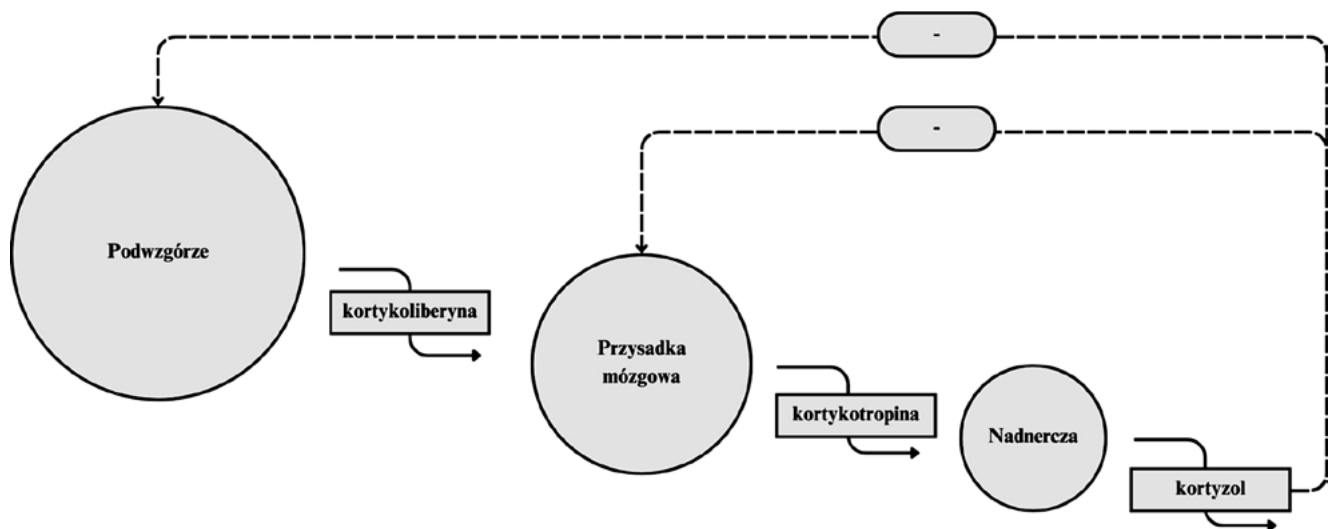 -
-
Podwzgórze
kortykoliberyna
Przysadka
mózgowa
kortykotropina
Nadnercza
kortyzol